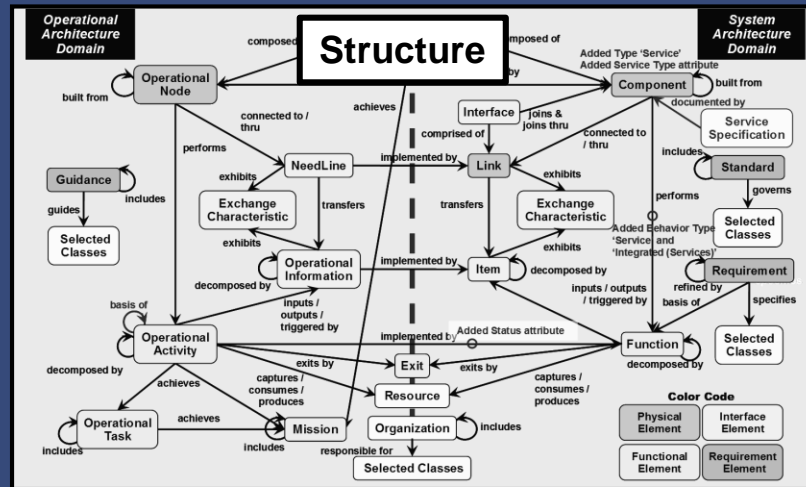 Operational
Architecture
Domain
Structure
System
Architecture
Domain
composed of
by
Added Type 'Service'
Added Service Type attribute
Operational
Node
built from
achieves
Component
built from
documented by
Interface
joins &
joins thru
Service
Specification
connected to /
thru
comprised of
connected to
/ thru
performs
includes
NeedLine
implemented by
Link
Standard
Guidance
includes
exhibits
exhibits
performs
governs
guides
Exchange
Characteristic
transfers
transfers
Exchange
Characteristic
Selected
Classes
Selected
Classes
exhibits
exhibits
Added Behavior Type
'Service' and
'Integrated (Services)'
Operational
Information
implemented by
Item
decomposed by
decomposed by
Requirement
refined by
basis of
inputs /
outputs /
triggered by
inputs / outputs
/ triggered by
basis of
specifies
Operational
Activity
implemented by
Added Status attribute
Function
Selected
Classes
decomposed by
exits by
Exit
exits by
decomposed by
achieves
captures /
consumes /
produces
Resource
captures /
consumes /
produces
Color Code
Operational
Task
achieves
Mission
Organization
includes
Physical
Element
Interface
Element
includes
includes
responsible for
Selected Classes
Functional
Element
Requirement
Element